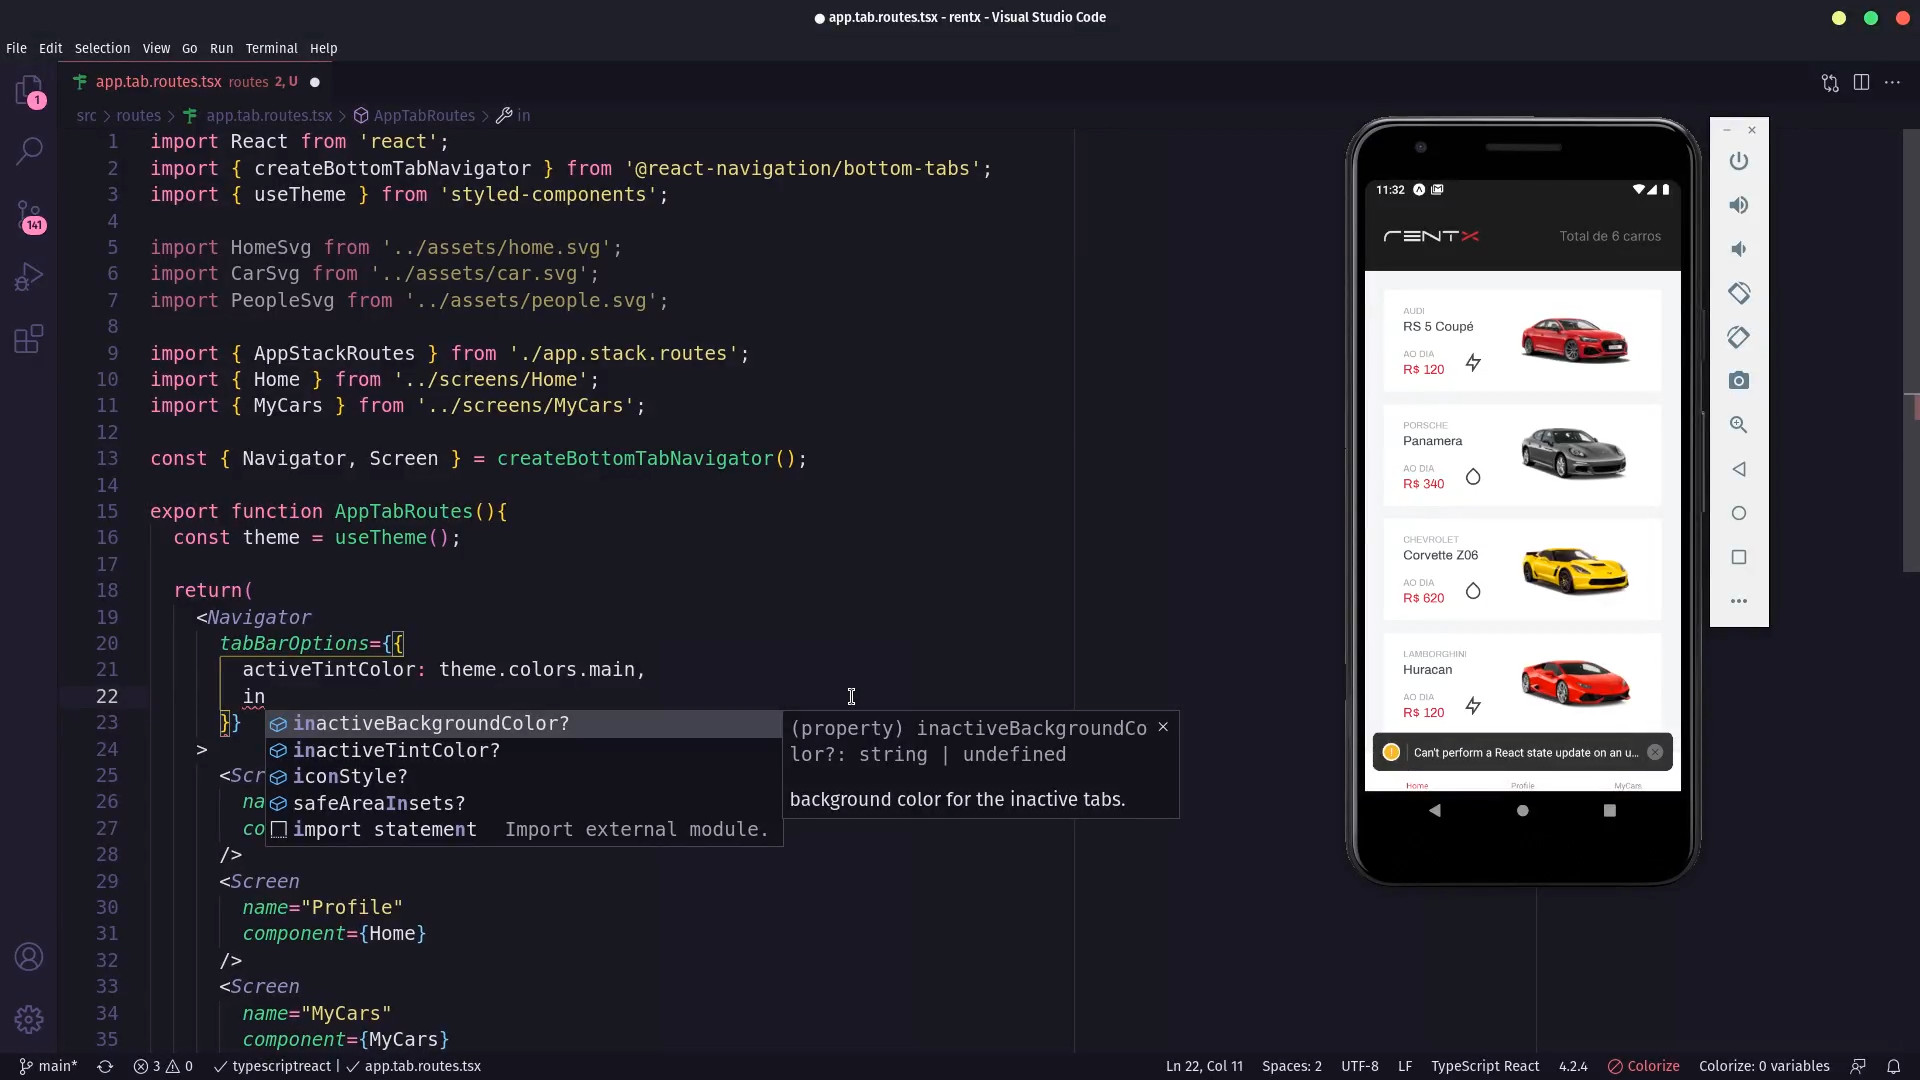 app.tab.routes.tsx - rentx - Visual Studio Code
File Edit Selection View Go Run Terminal Help
app.tab.routes.tsx routes 2, U
1
src > routes > app.tab.routes.tsx > AppTabRoutes > in
1 import React from 'react';
2 import { createBottomTabNavigator } from '@react-navigation/bottom-tabs';
3 import { useTheme } from 'styled-components';
4
141
5 import HomeSvg from '../assets/home.svg';
6 import CarSvg from '../assets/car.svg';
7 import PeopleSvg from '../assets/people.svg';
8
9 import { AppStackRoutes } from './app.stack.routes';
10 import { Home } from '../screens/Home';
11 import { MyCars } from '../screens/MyCars';
12
13 const { Navigator, Screen } = createBottomTabNavigator();
14
15 export function AppTabRoutes(){
16 const theme = useTheme();
17
18 return(
19 <Navigator
20 tabBarOptions={{
21 activeTintColor: theme.colors.main,
22 in
23 }}
24 >
25 <Scr
26 na
27 co
28 />
29 <Screen
30 name="Profile"
31 component={Home}
32 />
33 <Screen
34 name="MyCars"
35 component={MyCars}
inactiveBackgroundColor?
inactiveTintColor?
iconStyle?
safeAreaInsets?
import statement Import external module.
(property) inactiveBackgroundCo
lor?: string | undefined
background color for the inactive tabs.
11:32
RENTX Total de 6 carros
AUDI
RS 5 Coupé
AO DIA
R$ 120
PORSCHE
Panamera
AO DIA
R$ 340
CHEVROLET
Corvette Z06
AO DIA
R$ 620
LAMBORGHINI
Huracan
AO DIA
R$ 120
Can't perform a React state update on an u...
Home Profile MyCars
main* 3 0 typescriptreact | app.tab.routes.tsx Ln 22, Col 11 Spaces: 2 UTF-8 LF TypeScript React 4.2.4 Colorize Colorize: 0 variables